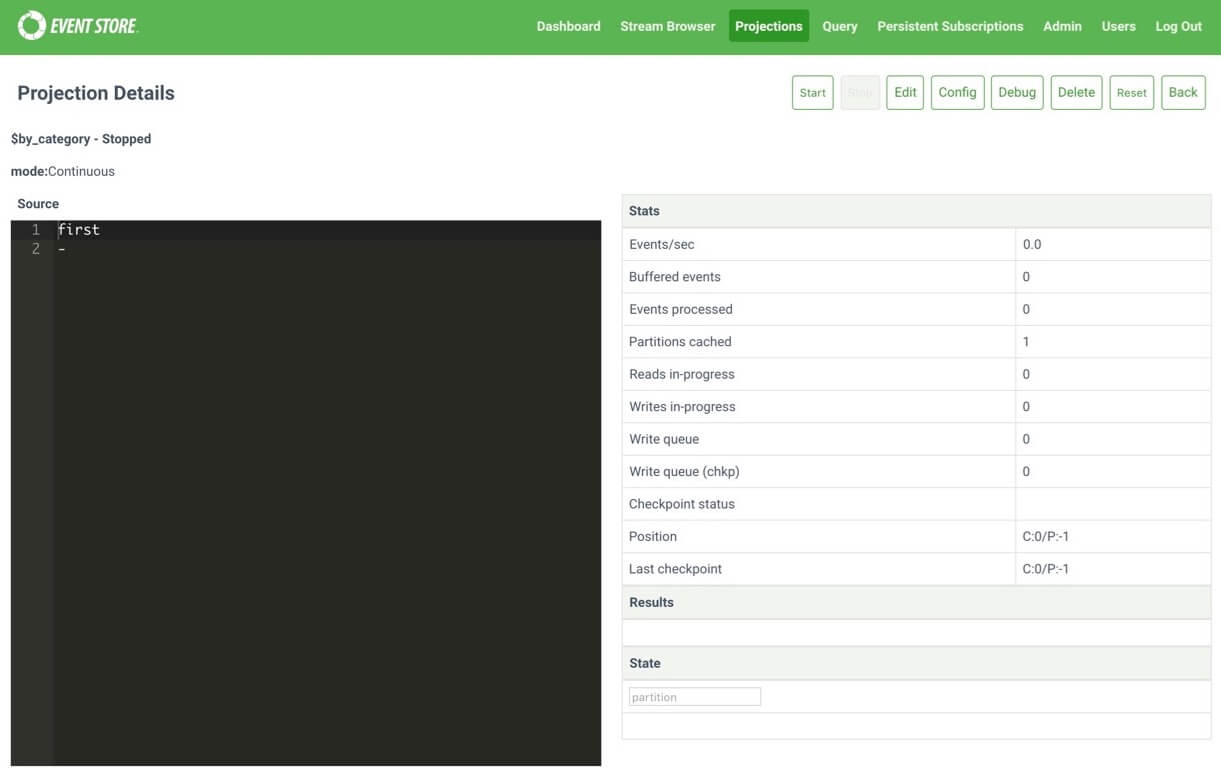 EVENT STORE
Dashboard Stream Browser Projections Query Persistent Subscriptions Admin Users Log Out
Projection Details
Start Stop Edit Config Debug Delete Reset Back
$by_category - Stopped
mode:Continuous
Source
1 first
2 -
Stats
Events/sec 0.0
Buffered events 0
Events processed 0
Partitions cached 1
Reads in-progress 0
Writes in-progress 0
Write queue 0
Write queue (chkp) 0
Checkpoint status
Position C:0/P:-1
Last checkpoint C:0/P:-1
Results
State
partition